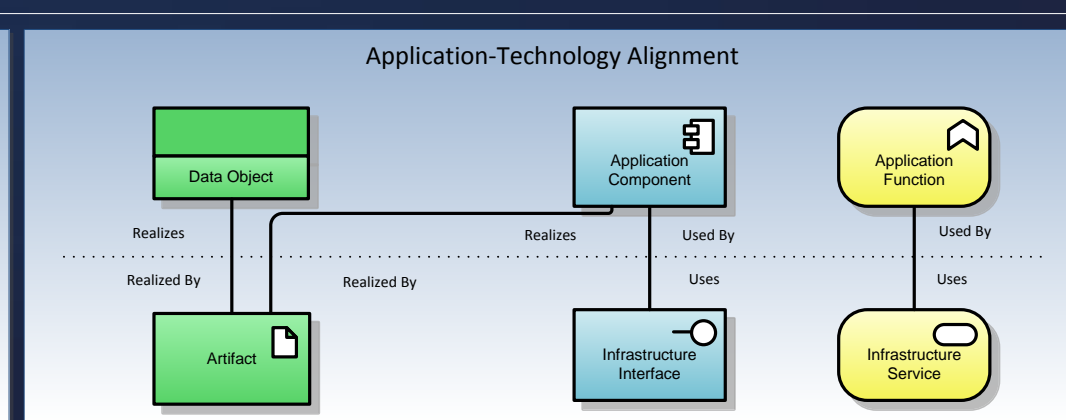 Application-Technology Alignment
Data Object
Application
Component
Application
Function
Realizes
Realizes
Used By
Used By
Realized By
Realized By
Uses
Uses
Artifact
Infrastructure
Interface
Infrastructure
Service